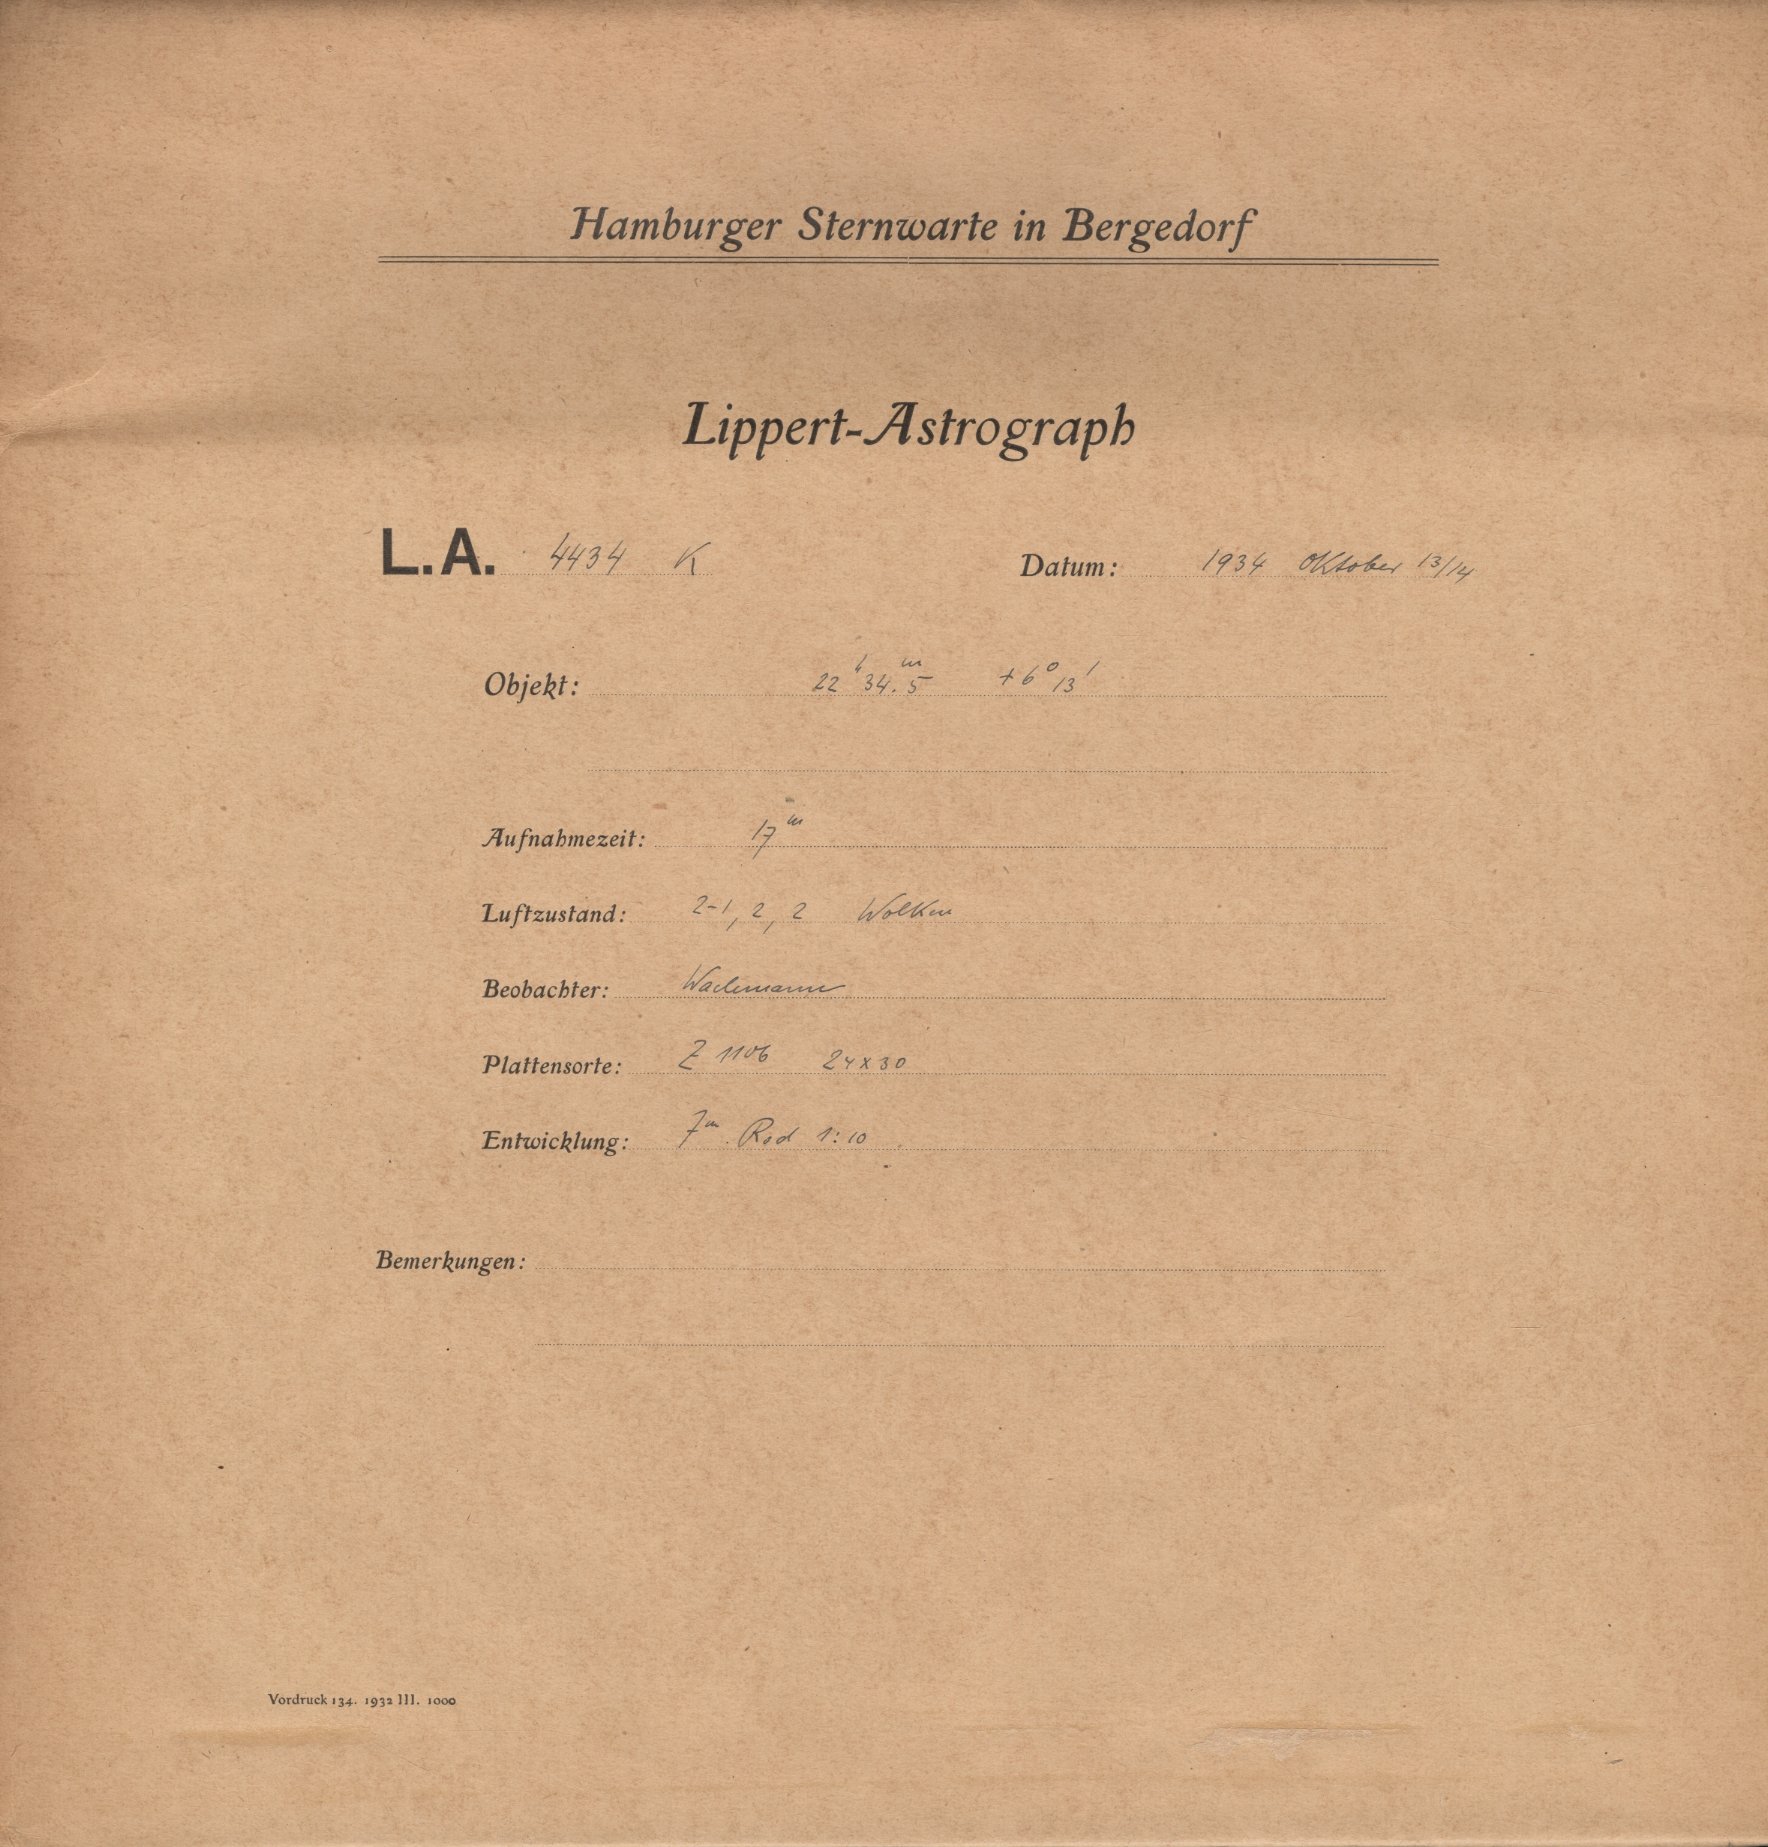 Hamburger Sternwarte in Bergedorf
Lippert-Astrograph
L.A. 4434 K Datum: 1934 Oktober 13/14
Objekt: 22ʰ34.5ᵐ +6°13'
Aufnahmezeit: 17ᵐ
Luftzustand: 2-1, 2, 2 Wolken
Beobachter: Wachmann
Plattensorte: Z 1106 24x30
Entwicklung: 7ᵐ. Rod 1:10
Bemerkungen:
Vordruck 134. 1932 III. 1000